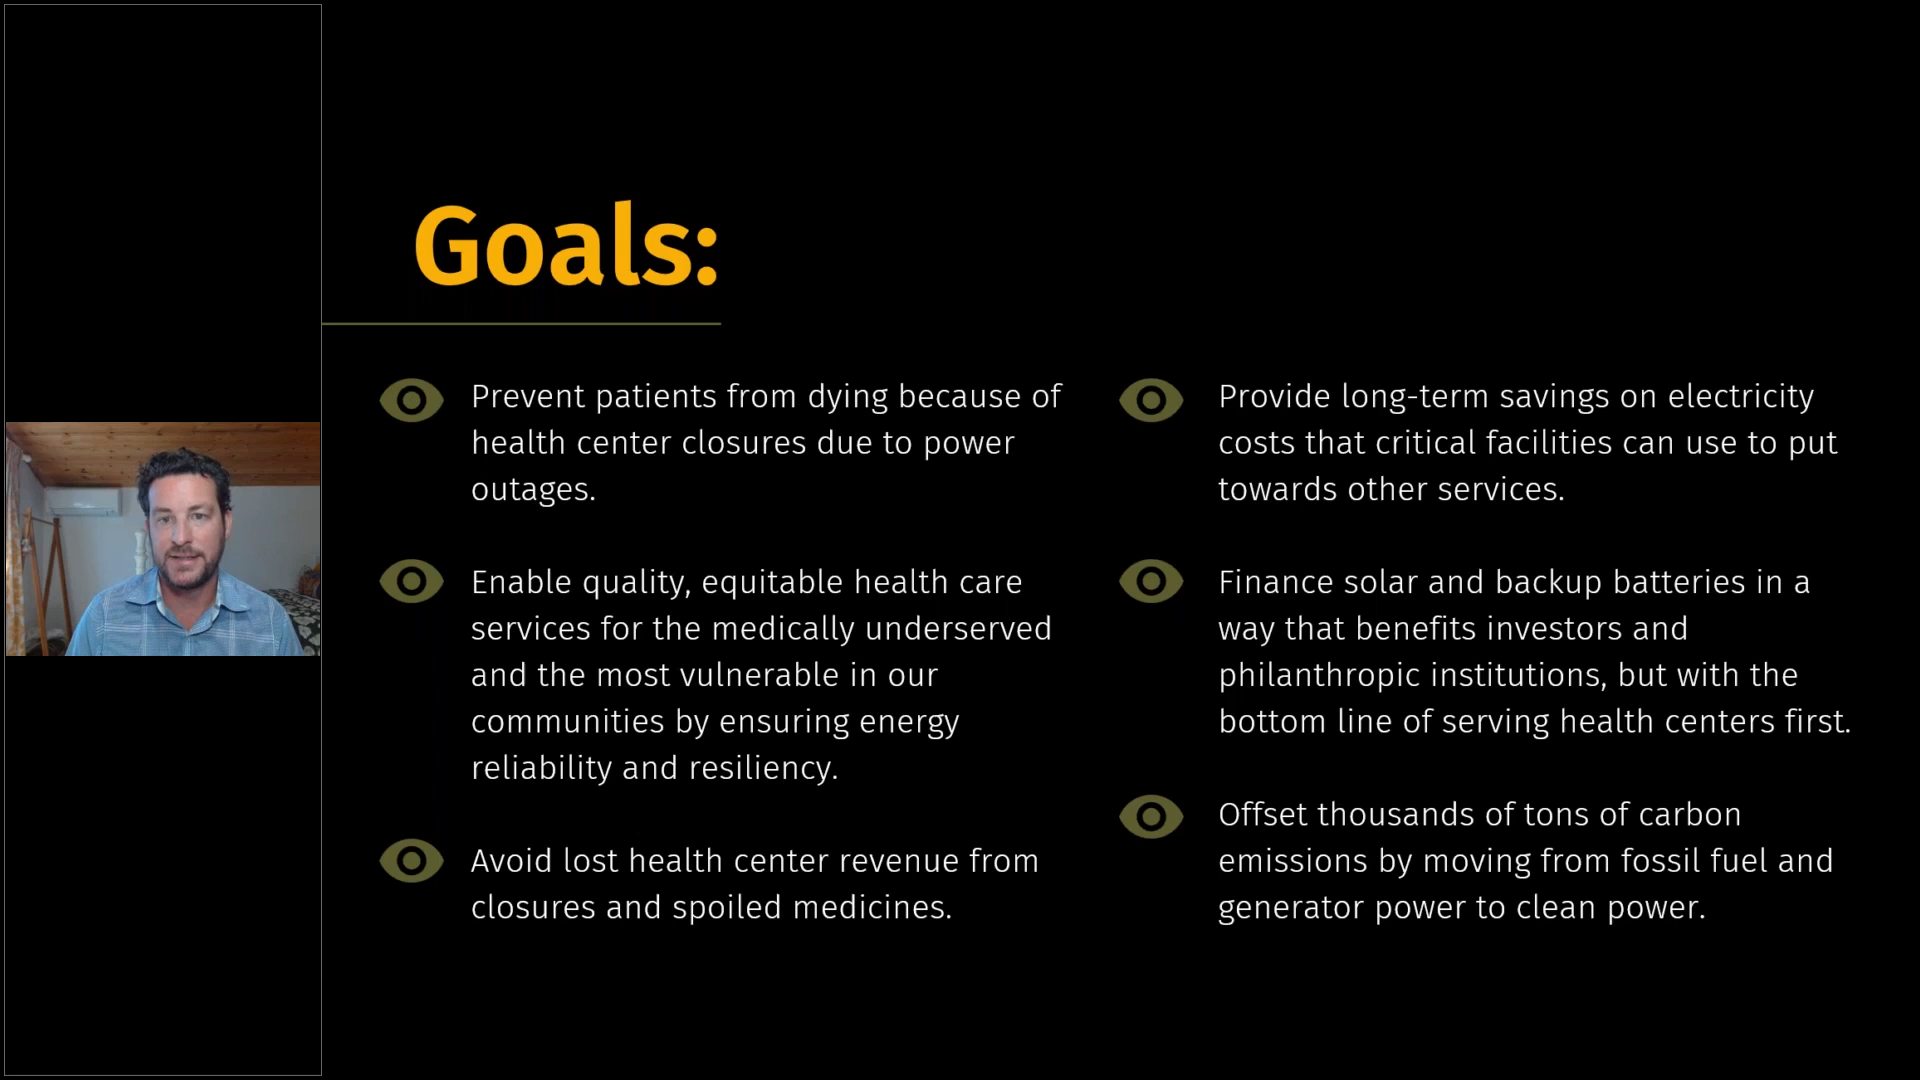 Goals:
Prevent patients from dying because of
health center closures due to power
outages.
Enable quality, equitable health care
services for the medically underserved
and the most vulnerable in our
communities by ensuring energy
reliability and resiliency.
Avoid lost health center revenue from
closures and spoiled medicines.
Provide long-term savings on electricity
costs that critical facilities can use to put
towards other services.
Finance solar and backup batteries in a
way that benefits investors and
philanthropic institutions, but with the
bottom line of serving health centers first.
Offset thousands of tons of carbon
emissions by moving from fossil fuel and
generator power to clean power.